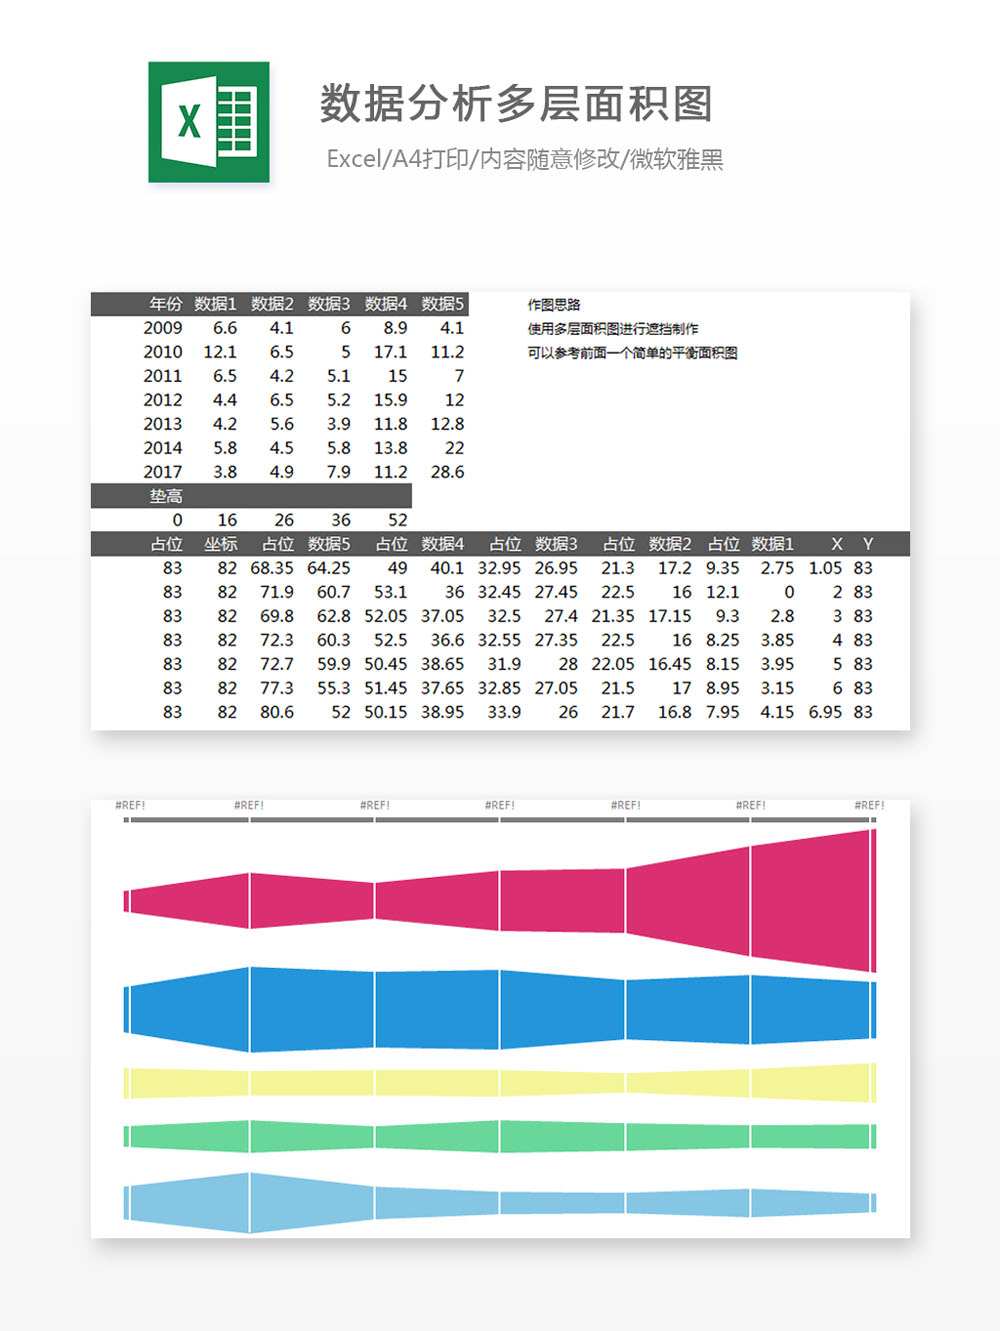 X
数据分析多层面积图
Excel/A4打印/内容随意修改/微软雅黑
年份 数据1 数据2 数据3 数据4 数据5 作图思路
2009 6.6 4.1 6 8.9 4.1 使用多层面积图进行遮挡制作
2010 12.1 6.5 5 17.1 11.2 可以参考前面一个简单的平衡面积图
2011 6.5 4.2 5.1 15 7
2012 4.4 6.5 5.2 15.9 12
2013 4.2 5.6 3.9 11.8 12.8
2014 5.8 4.5 5.8 13.8 22
2017 3.8 4.9 7.9 11.2 28.6
垫高
0 16 26 36 52
占位 坐标 占位 数据5 占位 数据4 占位 数据3 占位 数据2 占位 数据1 X Y
83 82 68.35 64.25 49 40.1 32.95 26.95 21.3 17.2 9.35 2.75 1.05 83
83 82 71.9 60.7 53.1 36 32.45 27.45 22.5 16 12.1 0 2 83
83 82 69.8 62.8 52.05 37.05 32.5 27.4 21.35 17.15 9.3 2.8 3 83
83 82 72.3 60.3 52.5 36.6 32.55 27.35 22.5 16 8.25 3.85 4 83
83 82 72.7 59.9 50.45 38.65 31.9 28 22.05 16.45 8.15 3.95 5 83
83 82 77.3 55.3 51.45 37.65 32.85 27.05 21.5 17 8.95 3.15 6 83
83 82 80.6 52 50.15 38.95 33.9 26 21.7 16.8 7.95 4.15 6.95 83
#REF! #REF! #REF! #REF! #REF! #REF! #REF!